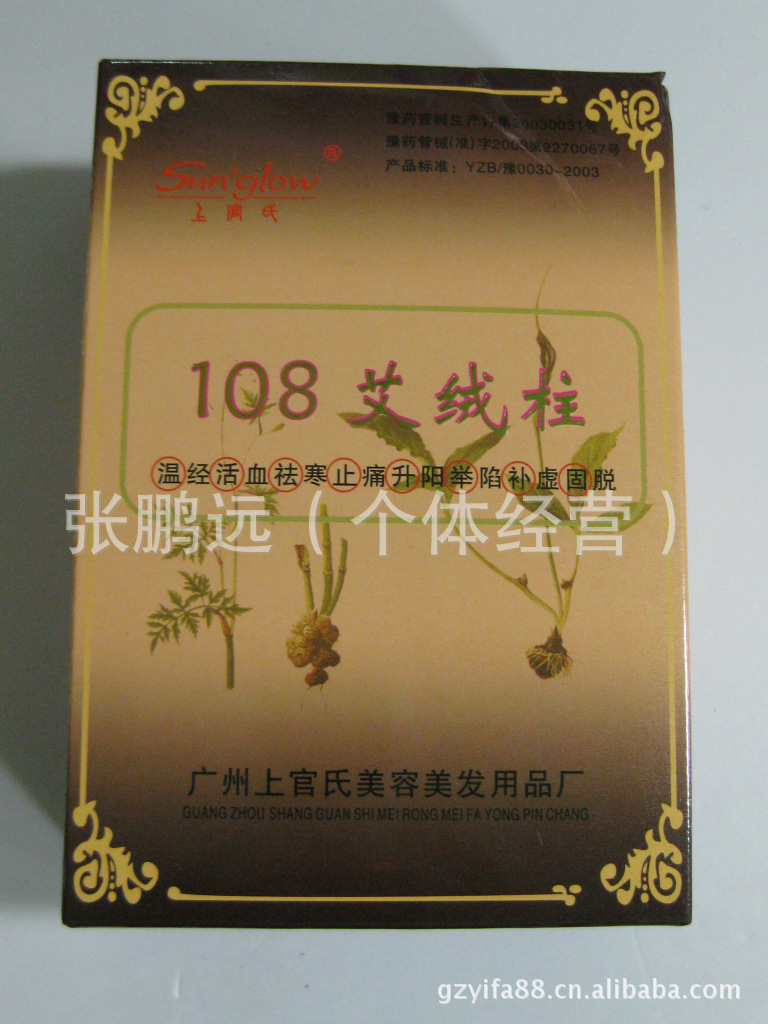 豫药管械生产许集20030031号
豫药管械(准)字2003第2270067号
产品标准：YZB/豫0030-2003
Sun'glow®
上官氏
108 艾绒柱
温经活血祛寒止痛升阳举陷补虚固脱
张鹏远（个体经营）
广州上官氏美容美发用品厂
GUANG ZHOU SHANG GUAN SHI MEI RONG MEI FA YONG PIN CHANG
gzyifa88.cn.alibaba.com